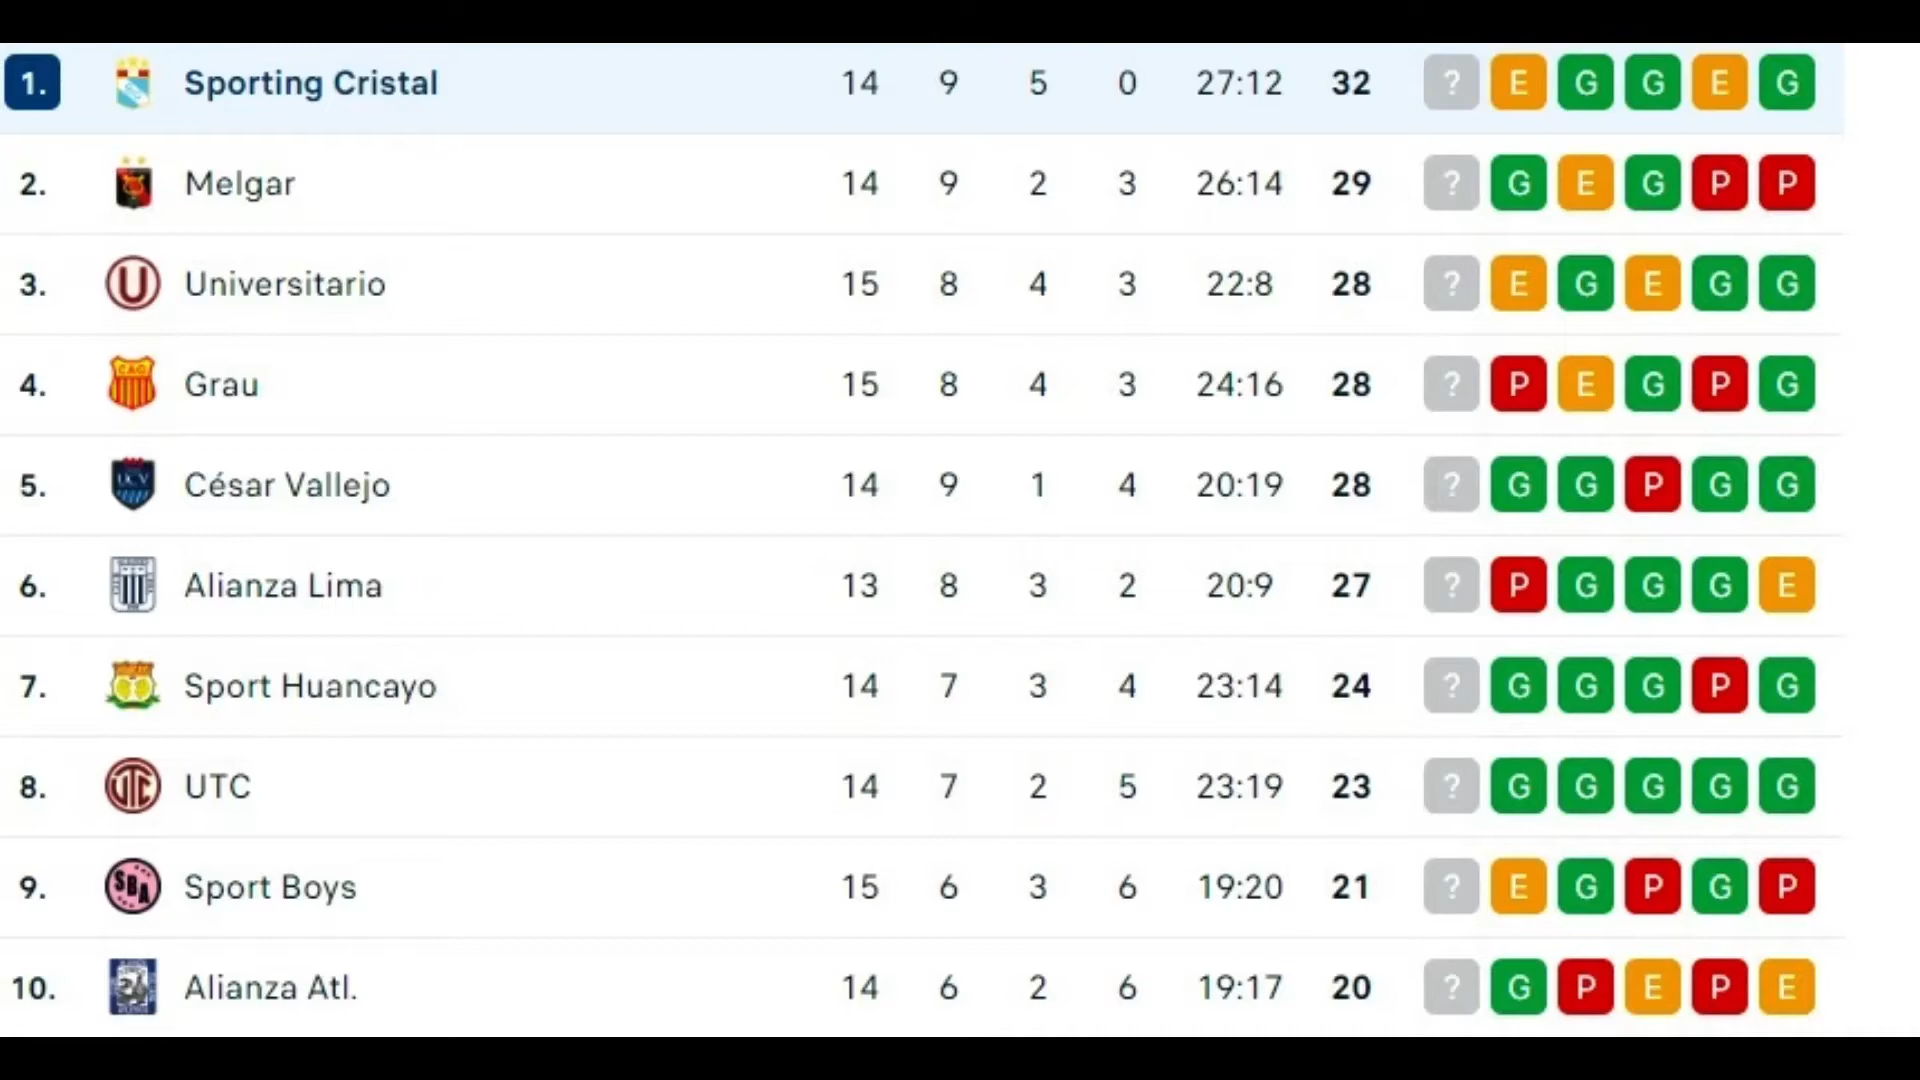 1. Sporting Cristal 14 9 5 0 27:12 32 ? E G G E G
2. Melgar 14 9 2 3 26:14 29 ? G E G P P
3. U Universitario 15 8 4 3 22:8 28 ? E G E G G
4. CAG Grau 15 8 4 3 24:16 28 ? P E G P G
5. UCV César Vallejo 14 9 1 4 20:19 28 ? G G P G G
6. Alianza Lima 13 8 3 2 20:9 27 ? P G G G E
7. Sport Huancayo 14 7 3 4 23:14 24 ? G G G P G
8. UTC UTC 14 7 2 5 23:19 23 ? G G G G G
9. SBA Sport Boys 15 6 3 6 19:20 21 ? E G P G P
10. Alianza Atl. 14 6 2 6 19:17 20 ? G P E P E